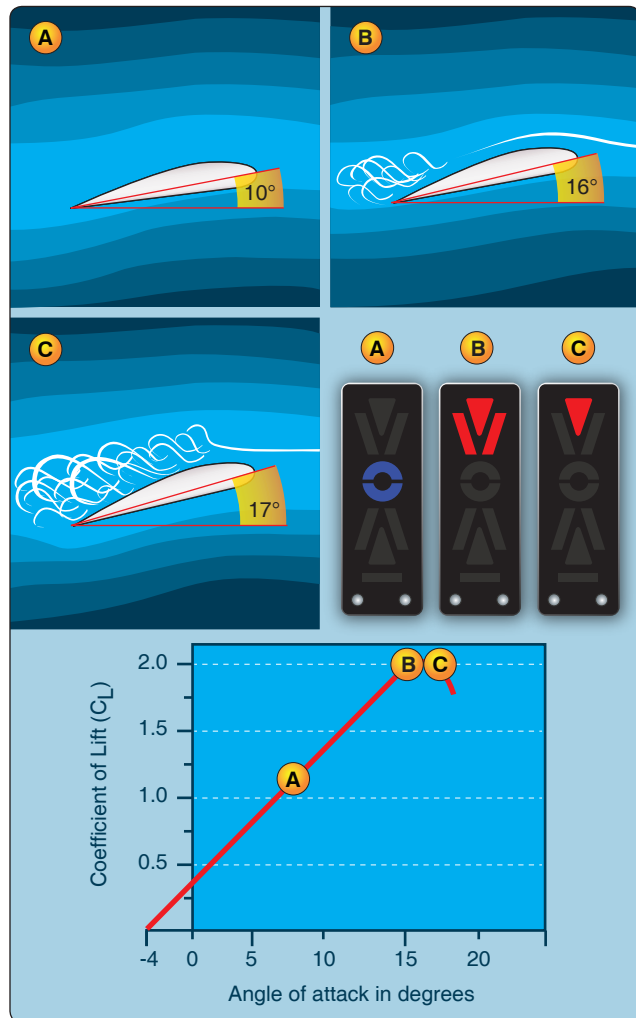 A
10°
B
16°
C
17°
A B C
Coefficient of Lift (CL)
2.0
1.5
1.0
0.5
A
B C
-4 0 5 10 15 20
Angle of attack in degrees